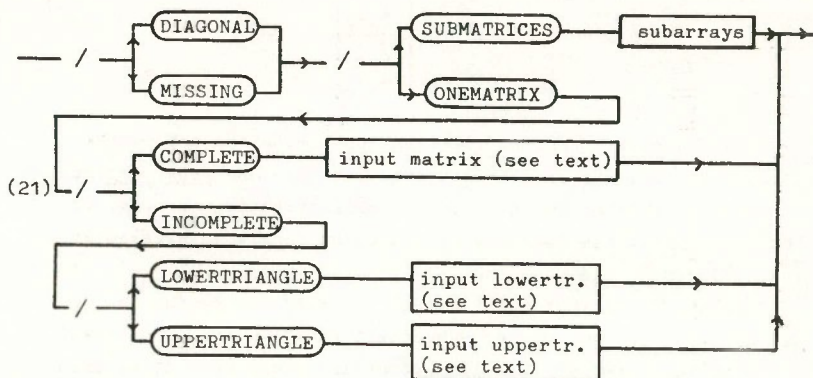 / DIAGONAL / SUBMATRICES subarrays
MISSING ONEMATRIX
(21) / COMPLETE input matrix (see text)
INCOMPLETE
/ LOWERTRIANGLE input lowertr.
(see text)
UPPERTRIANGLE input uppertr.
(see text)